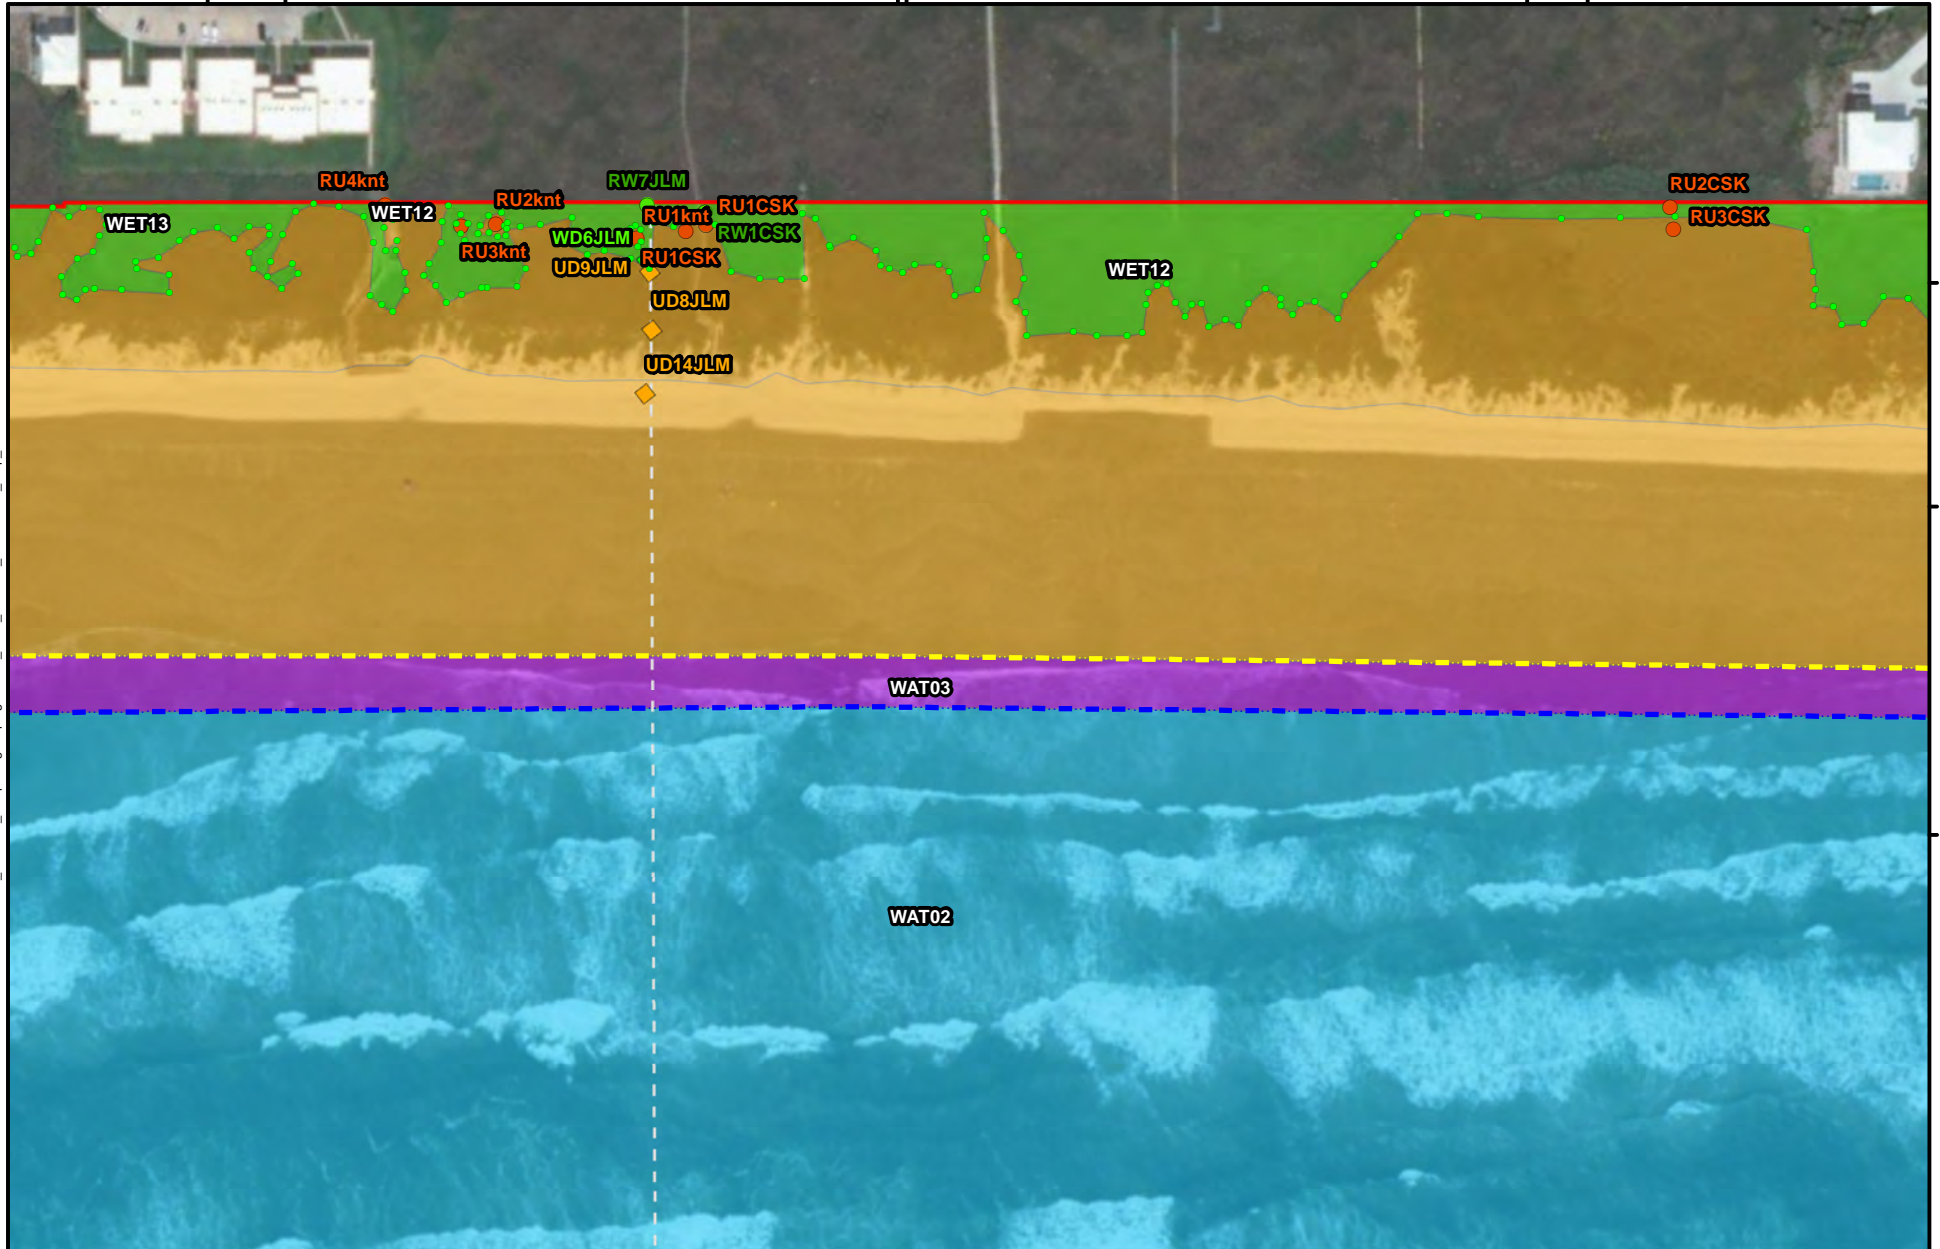 RU4knt
RW7JLM
RU2CSK
RU2knt
RU1CSK
WET13
WET12
RU1knt
RU3CSK
RW1CSK
WD6JLM
RU3knt
RU1CSK
UD9JLM
WET12
UD8JLM
UD14JLM
WAT03
WAT02